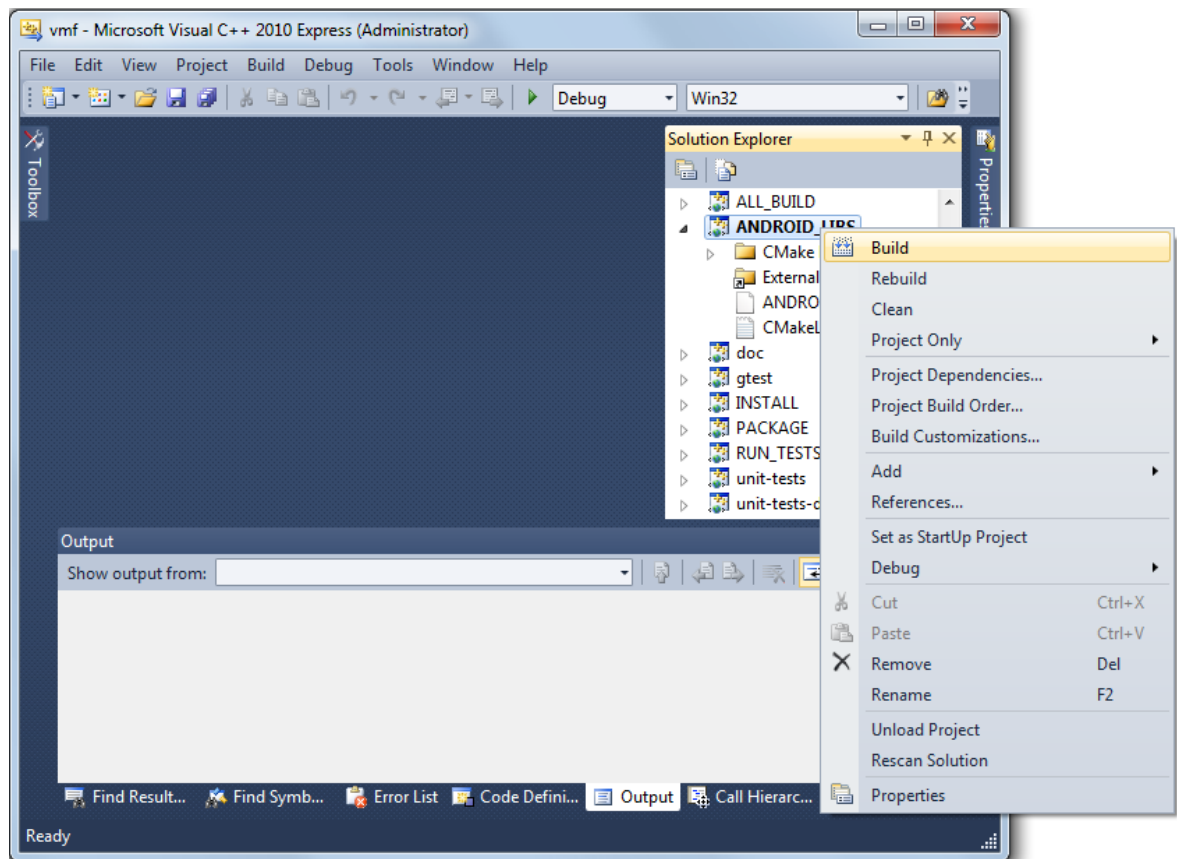 vmf - Microsoft Visual C++ 2010 Express (Administrator)
File Edit View Project Build Debug Tools Window Help
Debug Win32
Toolbox
Solution Explorer
Properties
ALL_BUILD
ANDROID_LIBS
CMake
External
ANDRO
CMakeL
doc
gtest
INSTALL
PACKAGE
RUN_TESTS
unit-tests
unit-tests-c
Build
Rebuild
Clean
Project Only
Project Dependencies...
Project Build Order...
Build Customizations...
Add
References...
Set as StartUp Project
Debug
Cut Ctrl+X
Paste Ctrl+V
Remove Del
Rename F2
Unload Project
Rescan Solution
Properties
Output
Show output from:
Find Result... Find Symb... Error List Code Defini... Output Call Hierarc...
Ready